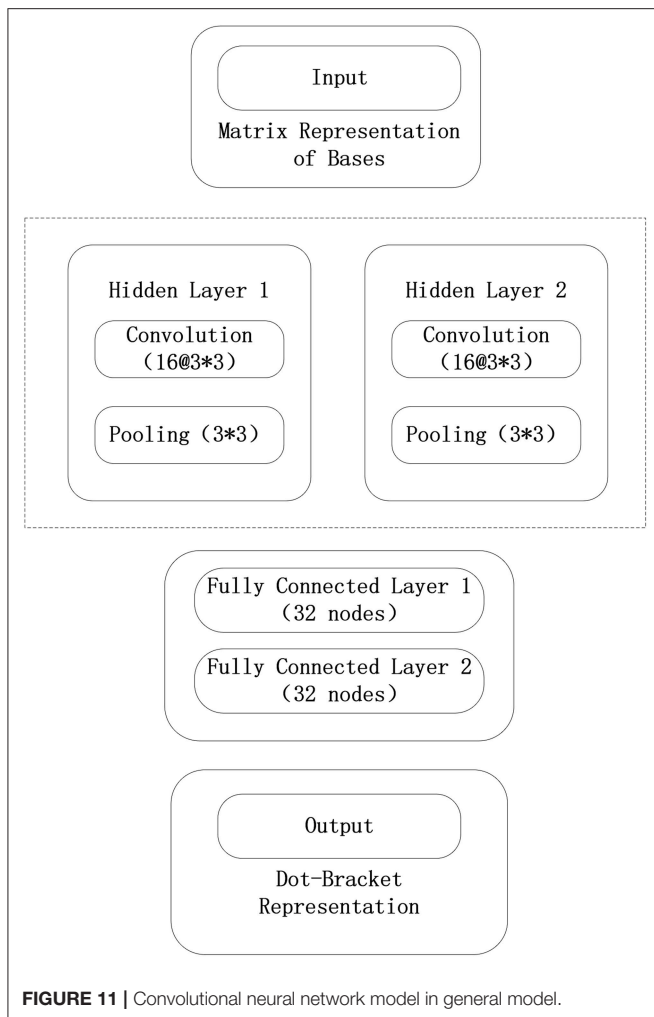 Input
Matrix Representation
of Bases
Hidden Layer 1
Convolution
(16@3*3)
Pooling (3*3)
Hidden Layer 2
Convolution
(16@3*3)
Pooling (3*3)
Fully Connected Layer 1
(32 nodes)
Fully Connected Layer 2
(32 nodes)
Output
Dot-Bracket
Representation
FIGURE 11 | Convolutional neural network model in general model.